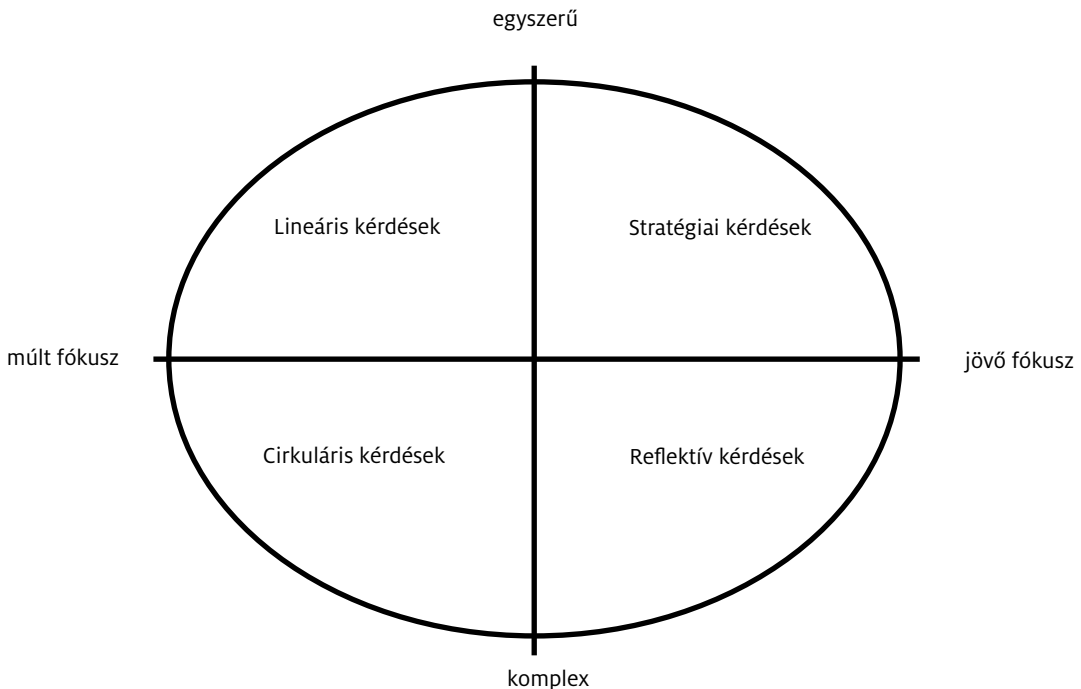 egyszerű
Lineáris kérdések
Stratégiai kérdések
múlt fókusz
jövő fókusz
Cirkuláris kérdések
Reflektív kérdések
komplex